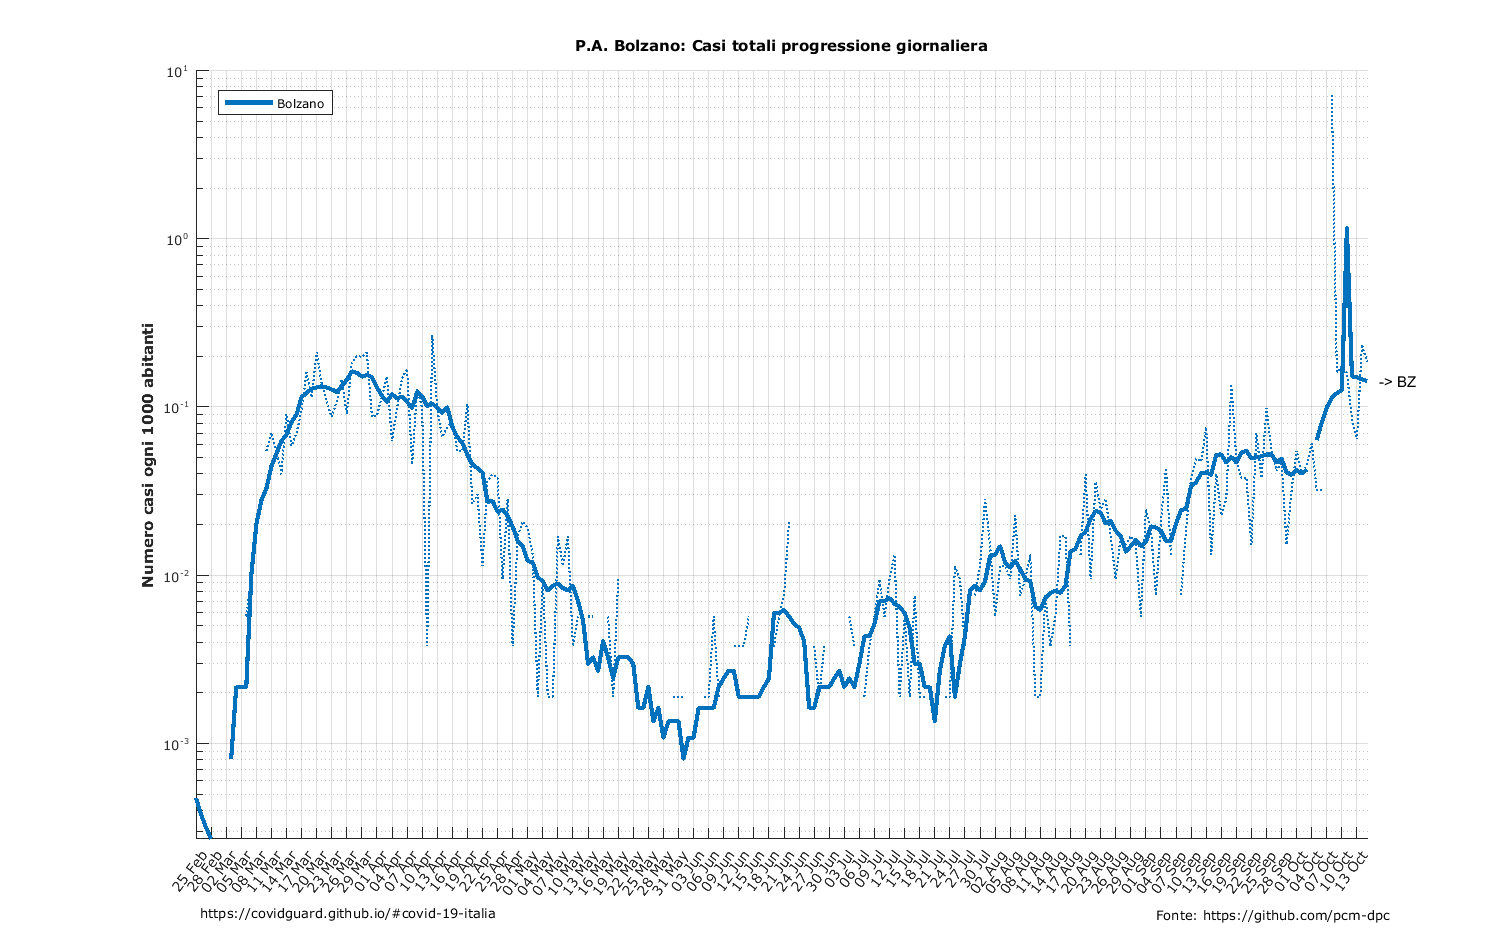 P.A. Bolzano: Casi totali progressione giornaliera
Bolzano
Numero casi ogni 1000 abitanti
10^1
10^0
10^-1
10^-2
10^-3
-> BZ
25 Feb
28 Feb
02 Mar
05 Mar
08 Mar
11 Mar
14 Mar
17 Mar
20 Mar
23 Mar
26 Mar
29 Mar
01 Apr
04 Apr
07 Apr
10 Apr
13 Apr
16 Apr
19 Apr
22 Apr
25 Apr
28 Apr
01 May
04 May
07 May
10 May
13 May
16 May
19 May
22 May
25 May
28 May
31 May
03 Jun
06 Jun
09 Jun
12 Jun
15 Jun
18 Jun
21 Jun
24 Jun
27 Jun
30 Jun
03 Jul
06 Jul
09 Jul
12 Jul
15 Jul
18 Jul
21 Jul
24 Jul
27 Jul
30 Jul
02 Aug
05 Aug
08 Aug
11 Aug
14 Aug
17 Aug
20 Aug
23 Aug
26 Aug
29 Aug
01 Sep
04 Sep
07 Sep
10 Sep
13 Sep
16 Sep
19 Sep
22 Sep
25 Sep
28 Sep
01 Oct
04 Oct
07 Oct
10 Oct
13 Oct
https://covidguard.github.io/#covid-19-italia
Fonte: https://github.com/pcm-dpc